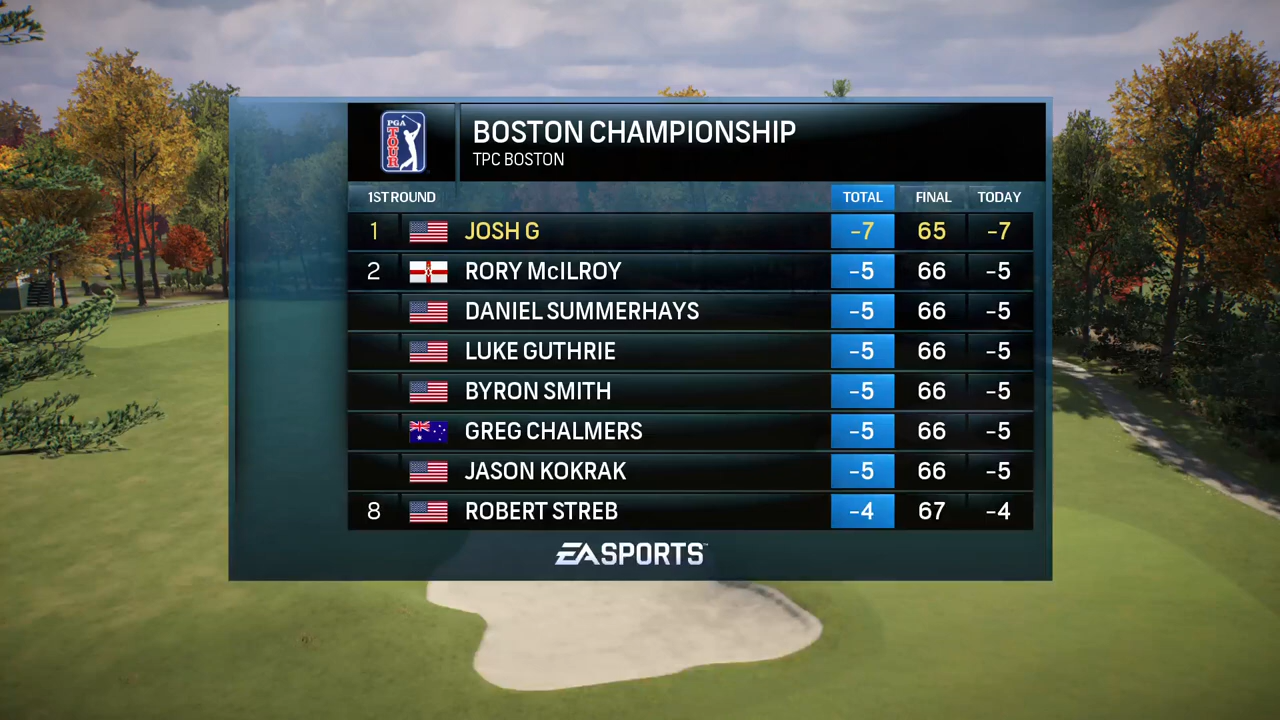 PGA TOUR
BOSTON CHAMPIONSHIP
TPC BOSTON
1ST ROUND TOTAL FINAL TODAY
1 JOSH G -7 65 -7
2 RORY McILROY -5 66 -5
DANIEL SUMMERHAYS -5 66 -5
LUKE GUTHRIE -5 66 -5
BYRON SMITH -5 66 -5
GREG CHALMERS -5 66 -5
JASON KOKRAK -5 66 -5
8 ROBERT STREB -4 67 -4
EA SPORTS™